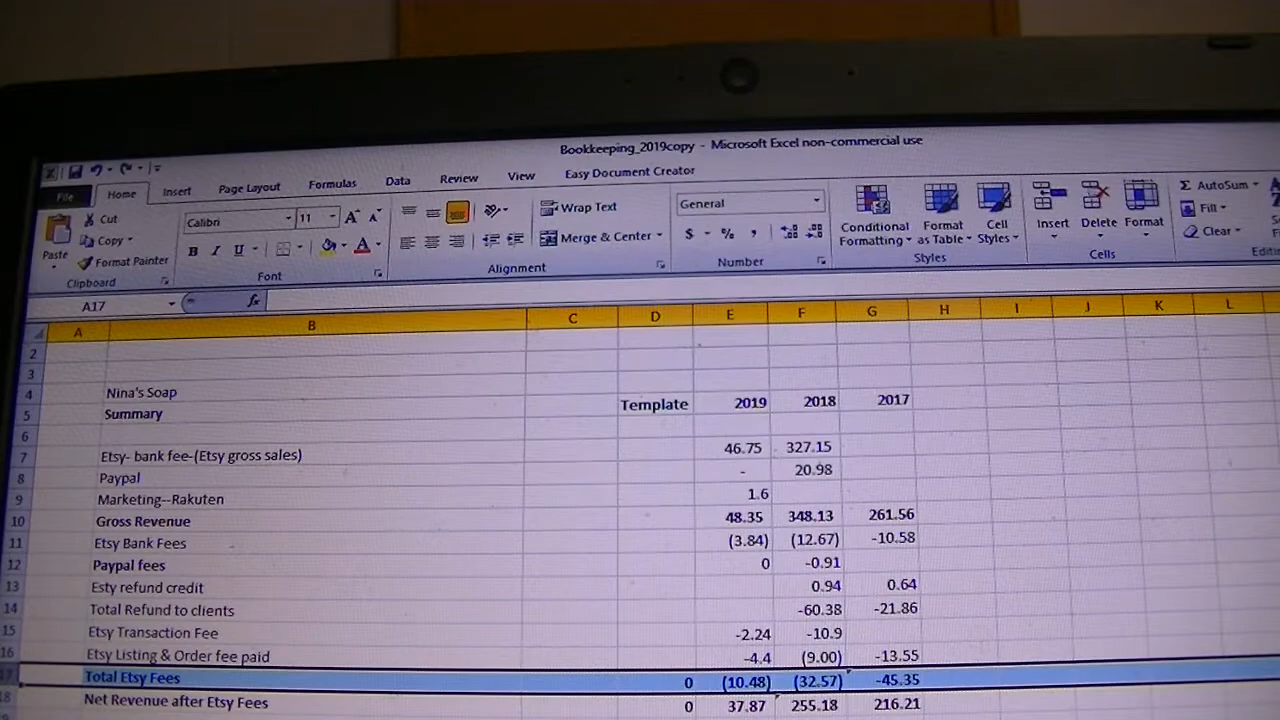 Bookkeeping_2019copy - Microsoft Excel non-commercial use
File Home Insert Page Layout Formulas Data Review View Easy Document Creator
Cut Calibri 11 A A Wrap Text General Σ AutoSum
Copy Fill
Paste Format Painter B I U A Merge & Center $ % , Conditional Formatting Format as Table Cell Styles Insert Delete Format Clear
Clipboard Font Alignment Number Styles Cells
A17 fx
A B C D E F G H I J K L
2
3
4 Nina's Soap
5 Summary Template 2019 2018 2017
6
7 Etsy- bank fee-(Etsy gross sales) 46.75 327.15
8 Paypal - 20.98
9 Marketing--Rakuten 1.6
10 Gross Revenue 48.35 348.13 261.56
11 Etsy Bank Fees (3.84) (12.67) -10.58
12 Paypal fees 0 -0.91
13 Esty refund credit 0.94 0.64
14 Total Refund to clients -60.38 -21.86
15 Etsy Transaction Fee -2.24 -10.9
16 Etsy Listing & Order fee paid -4.4 (9.00) -13.55
17 Total Etsy Fees 0 (10.48) (32.57) -45.35
18 Net Revenue after Etsy Fees 0 37.87 255.18 216.21